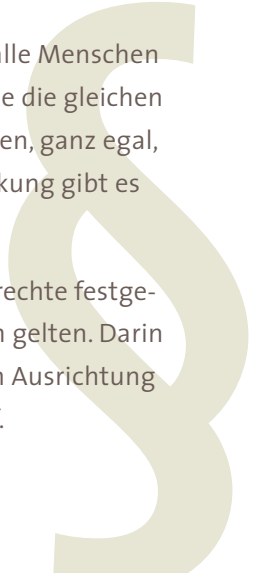 alle Menschen
e die gleichen
en, ganz egal,
kung gibt es
rechte festge-
n gelten. Darin
n Ausrichtung
.
§